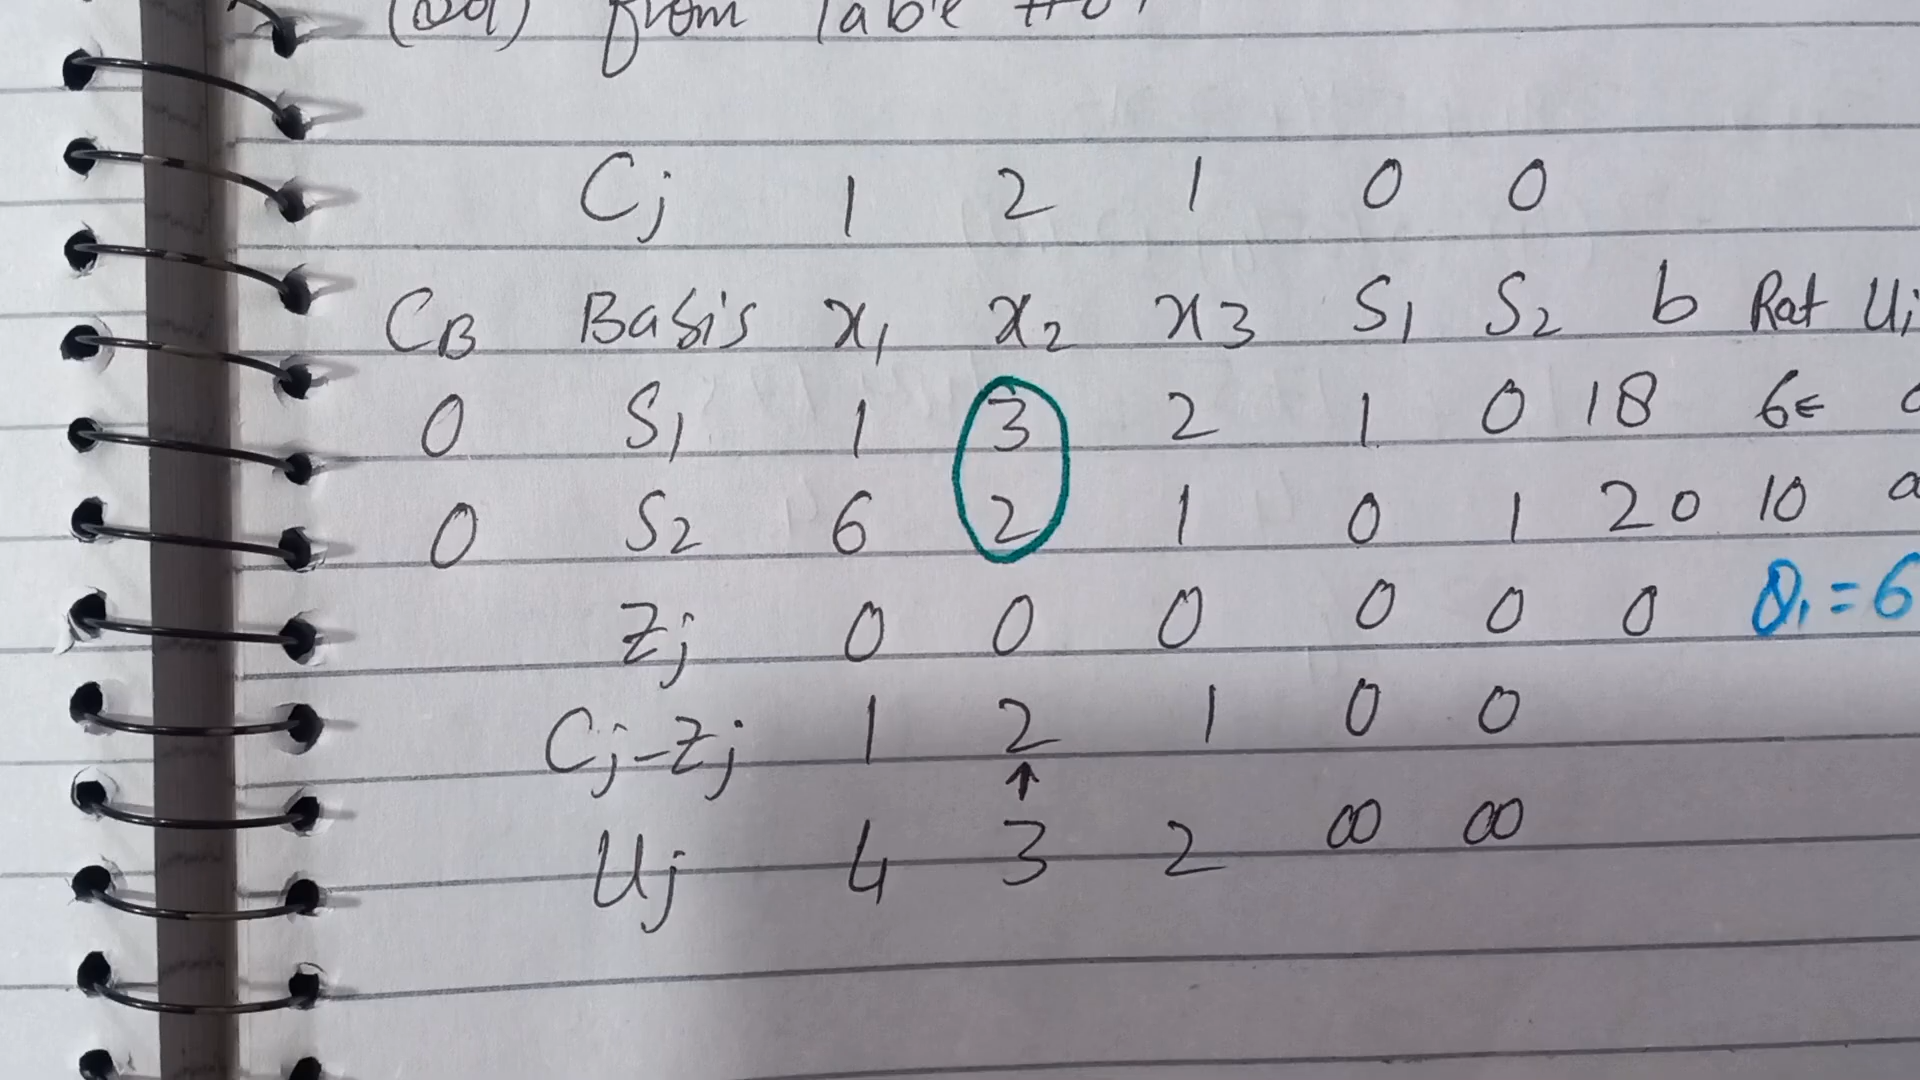 from Table
Cj 1 2 1 0 0
CB Basis x1 x2 x3 S1 S2 b Rat Ui
0 S1 1 3 2 1 0 18 6←
0 S2 6 2 1 0 1 20 10
Zj 0 0 0 0 0 0 θ1 = 6
Cj-Zj 1 2 1 0 0
↑
Uj 4 3 2 ∞ ∞